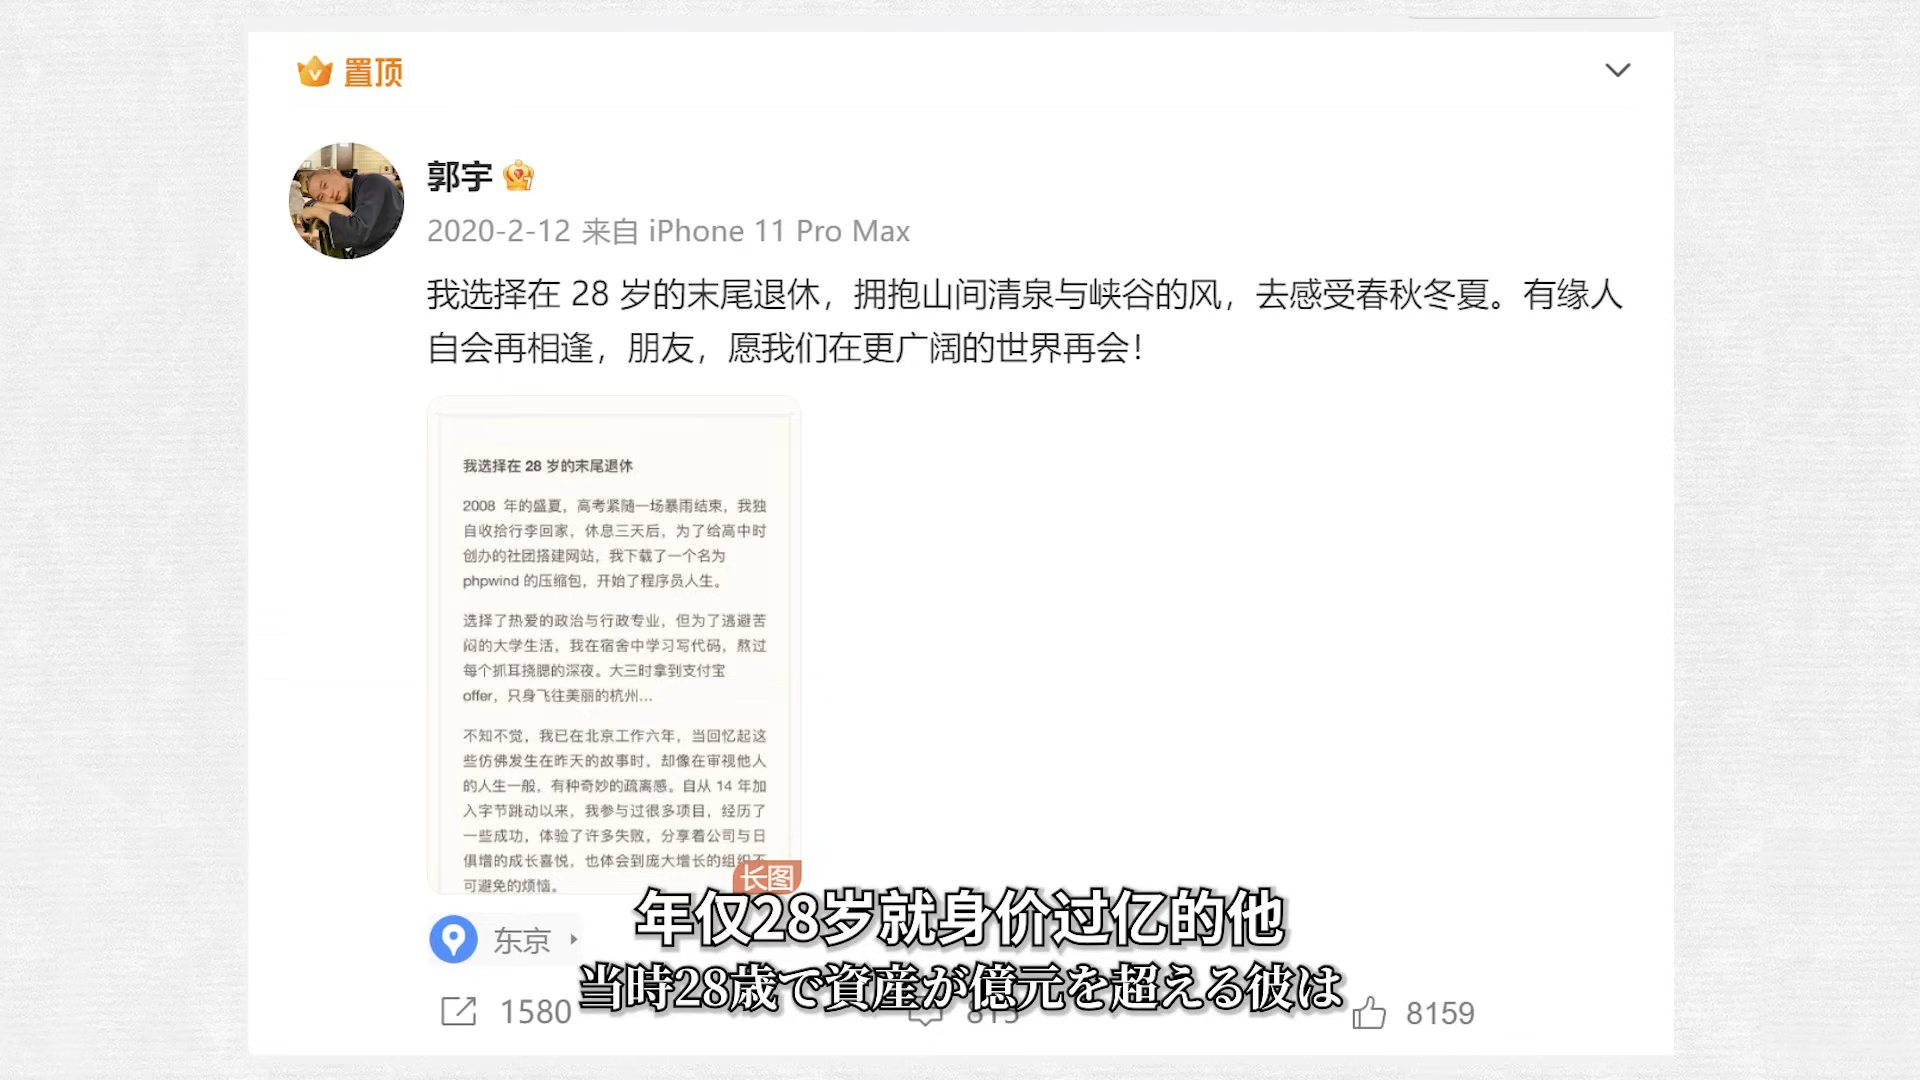 置顶
郭宇
2020-2-12 来自 iPhone 11 Pro Max
我选择在 28 岁的末尾退休，拥抱山间清泉与峡谷的风，去感受春秋冬夏。有缘人
自会再相逢，朋友，愿我们在更广阔的世界再会！
我选择在 28 岁的末尾退休
2008 年的盛夏，高考紧随一场暴雨结束，我独
自收拾行李回家，休息三天后，为了给高中时
创办的社团搭建网站，我下载了一个名为
phpwind 的压缩包，开始了程序员人生。
选择了热爱的政治与行政专业，但为了逃避苦
闷的大学生活，我在宿舍中学习写代码，熬过
每个抓耳挠腮的深夜。大三时拿到支付宝
offer，只身飞往美丽的杭州...
不知不觉，我已在北京工作六年，当回忆起这
些仿佛发生在昨天的故事时，却像在审视他人
的人生一般，有种奇妙的疏离感。自从 14 年加
入字节跳动以来，我参与过很多项目，经历了
一些成功，体验了许多失败，分享着公司与日
俱增的成长喜悦，也体会到庞大增长的组织不
可避免的烦恼。
长图
年仅28岁就身价过亿的他
东京
当時28歳で資産が億元を超える彼は
1580
815
8159